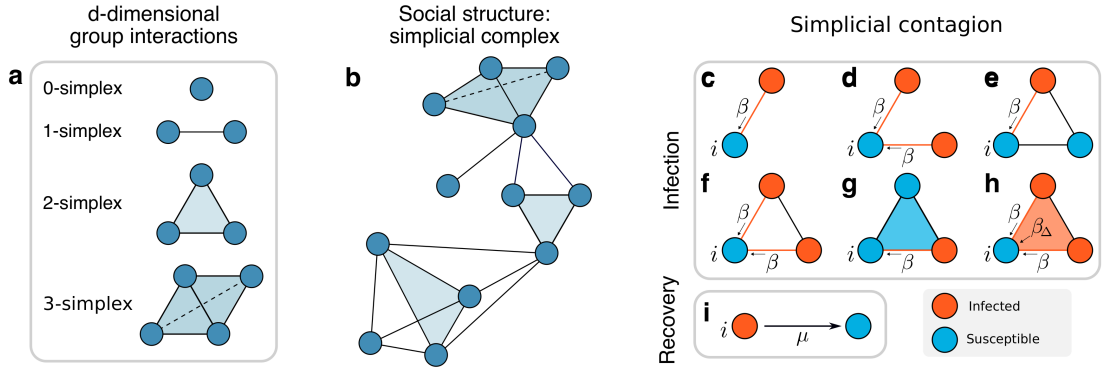 d-dimensional
group interactions
a
0-simplex
1-simplex
2-simplex
3-simplex
Social structure:
simplicial complex
b
Simplicial contagion
Infection
c
β
i
d
β
i
β
e
β
i
f
β
i
β
g
i
β
h
β
β_Δ
i
β
Recovery
i
i
μ
Infected
Susceptible